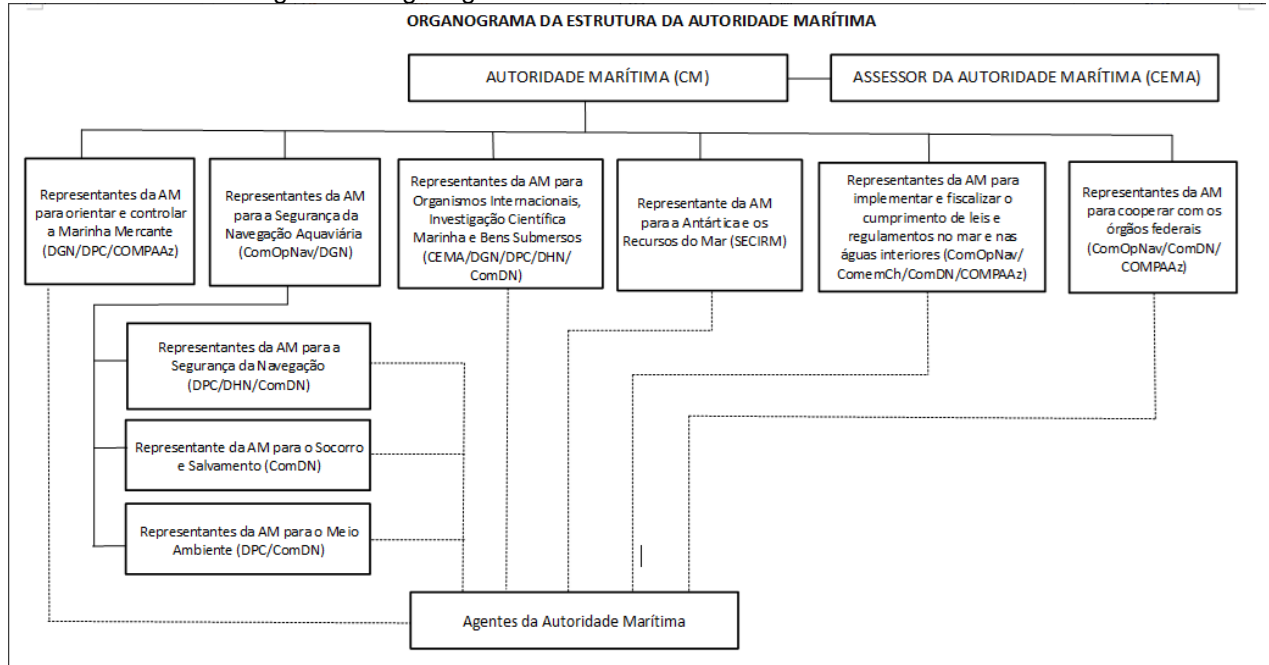 ORGANOGRAMA DA ESTRUTURA DA AUTORIDADE MARÍTIMA
AUTORIDADE MARÍTIMA (CM)
ASSESSOR DA AUTORIDADE MARÍTIMA (CEMA)
Representantes da AM
para orientar e controlar
a Marinha Mercante
(DGN/DPC/COMPAAz)
Representantes da AM
para a Segurança da
Navegação Aquaviária
(ComOpNav/DGN)
Representantes da AM para
Organismos Internacionais,
Investigação Científica
Marinha e Bens Submersos
(CEMA/DGN/DPC/DHN/
ComDN)
Representante da AM
para a Antártica e os
Recursos do Mar (SECIRM)
Representantes da AM para
implementar e fiscalizar o
cumprimento de leis e
regulamentos no mar e nas
águas interiores (ComOpNav/
ComemCh/ComDN/COMPAAz)
Representantes da AM
para cooperar com os
órgãos federais
(ComOpNav/ComDN/
COMPAAz)
Representantes da AM para a
Segurança da Navegação
(DPC/DHN/ComDN)
Representante da AM para o Socorro
e Salvamento (ComDN)
Representantes da AM para o Meio
Ambiente (DPC/ComDN)
Agentes da Autoridade Marítima